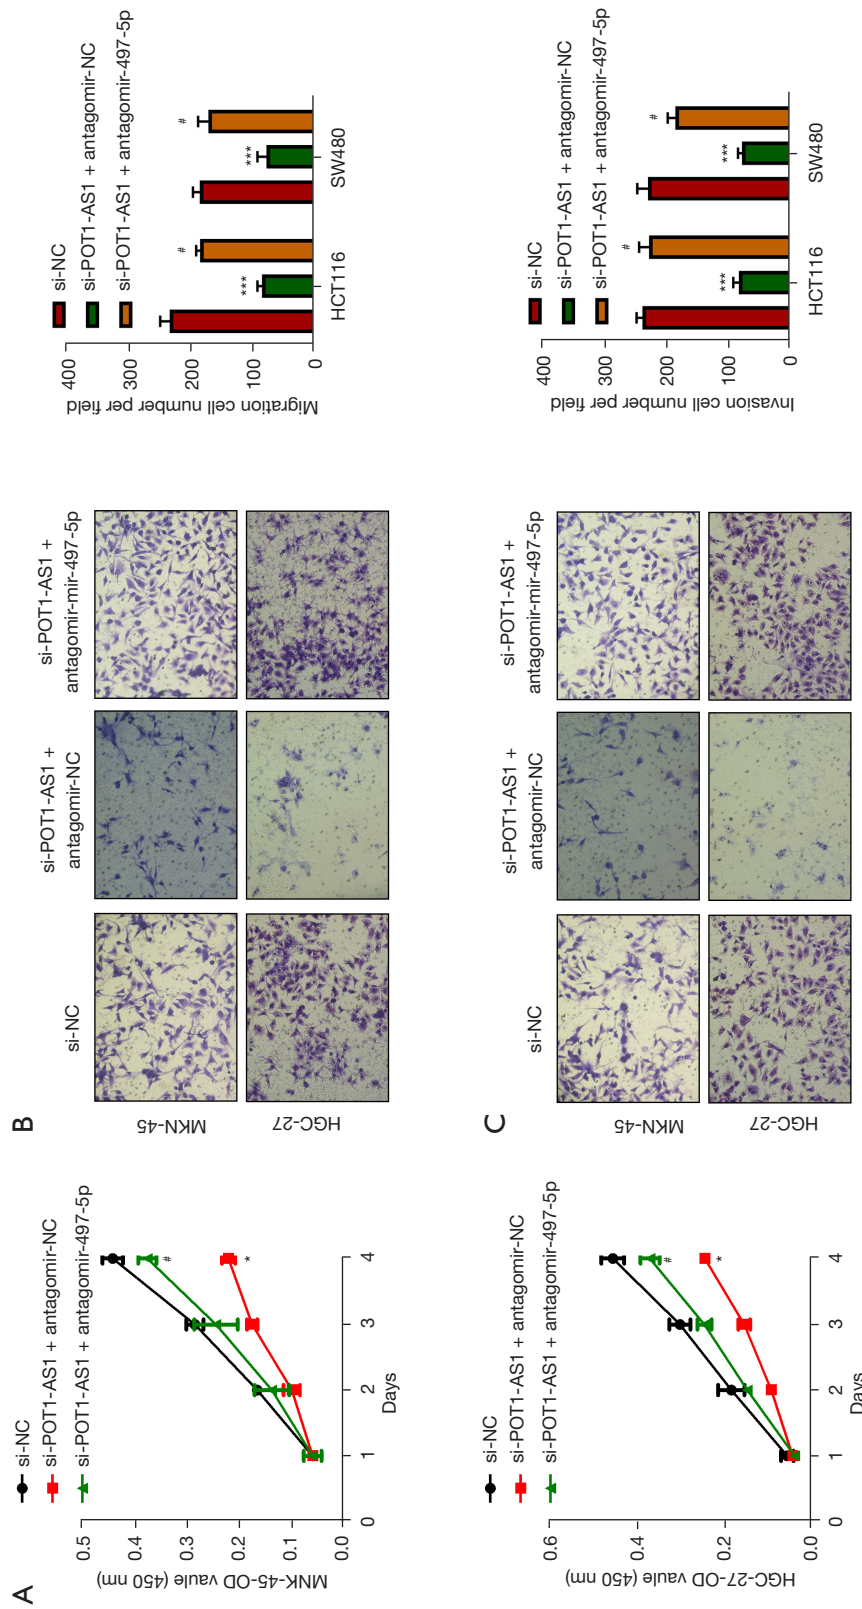 A
si-NC
si-POT1-AS1 + antagomir-NC
si-POT1-AS1 + antagomir-497-5p
MNK-45-OD vaule (450 nm)
0.5
0.4
0.3
0.2
0.1
0.0
#
*
0
1
2
3
4
Days
si-NC
si-POT1-AS1 + antagomir-NC
si-POT1-AS1 + antagomir-497-5p
HGC-27-OD vaule (450 nm)
0.6
0.4
0.2
0.0
#
*
0
1
2
3
4
Days
B
si-NC
si-POT1-AS1 +
antagomir-NC
si-POT1-AS1 +
antagomir-mir-497-5p
MKN-45
HGC-27
si-NC
si-POT1-AS1 + antagomir-NC
si-POT1-AS1 + antagomir-497-5p
Migration cell number per field
400
300
200
100
0
***
#
***
#
HCT116
SW480
C
si-NC
si-POT1-AS1 +
antagomir-NC
si-POT1-AS1 +
antagomir-mir-497-5p
MKN-45
HGC-27
si-NC
si-POT1-AS1 + antagomir-NC
si-POT1-AS1 + antagomir-497-5p
Invasion cell number per field
400
300
200
100
0
***
#
***
#
HCT116
SW480